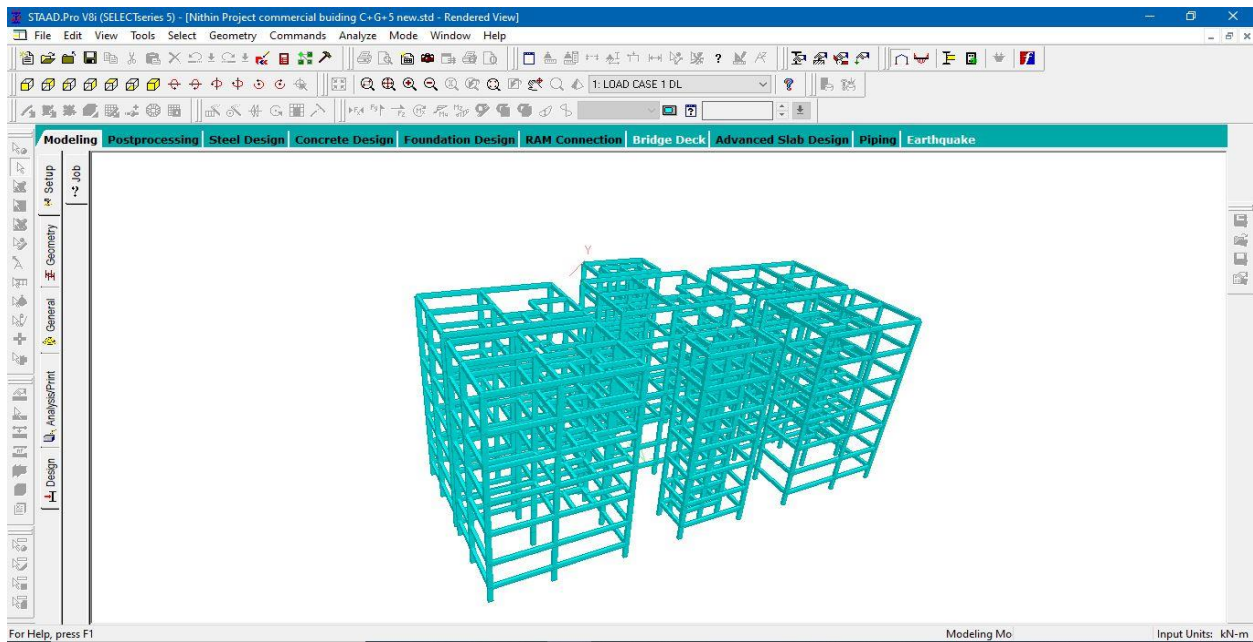 STAAD.Pro V8i (SELECTseries 5) - [Nithin Project commercial buiding C+G+5 new.std - Rendered View]
File Edit View Tools Select Geometry Commands Analyze Mode Window Help
1: LOAD CASE 1 DL
Modeling Postprocessing Steel Design Concrete Design Foundation Design RAM Connection Bridge Deck Advanced Slab Design Piping Earthquake
Setup
Job
Geometry
General
Analysis/Print
Design
Y
For Help, press F1
Modeling Mo
Input Units: kN-m